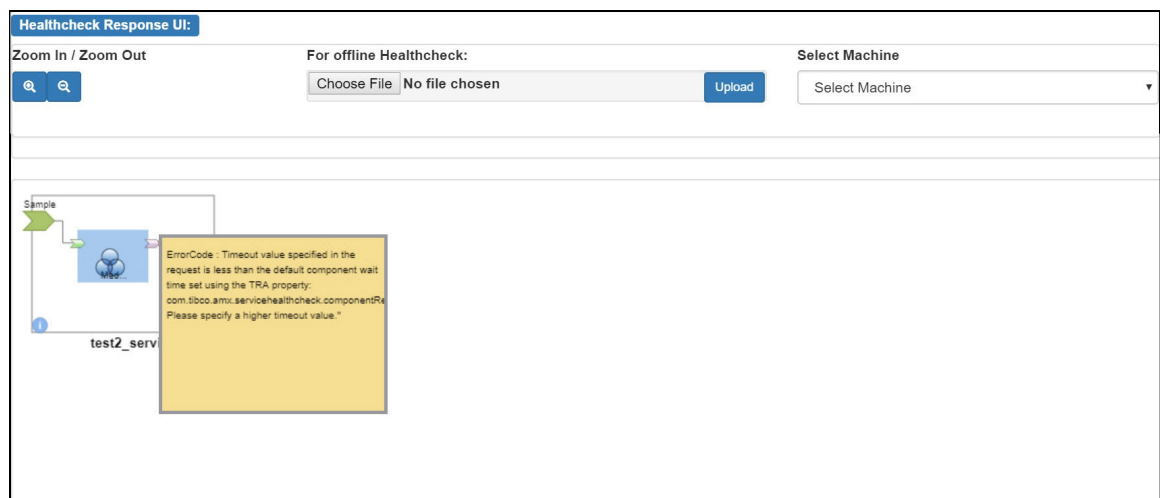 Healthcheck Response UI:
Zoom In / Zoom Out
For offline Healthcheck:
Select Machine
Choose File No file chosen
Upload
Select Machine
Sample
Med...
ErrorCode : Timeout value specified in the
request is less than the default component wait
time set using the TRA property:
com.tibco.amx.servicehealthcheck.componentRe
Please specify a higher timeout value."
i
test2_servi